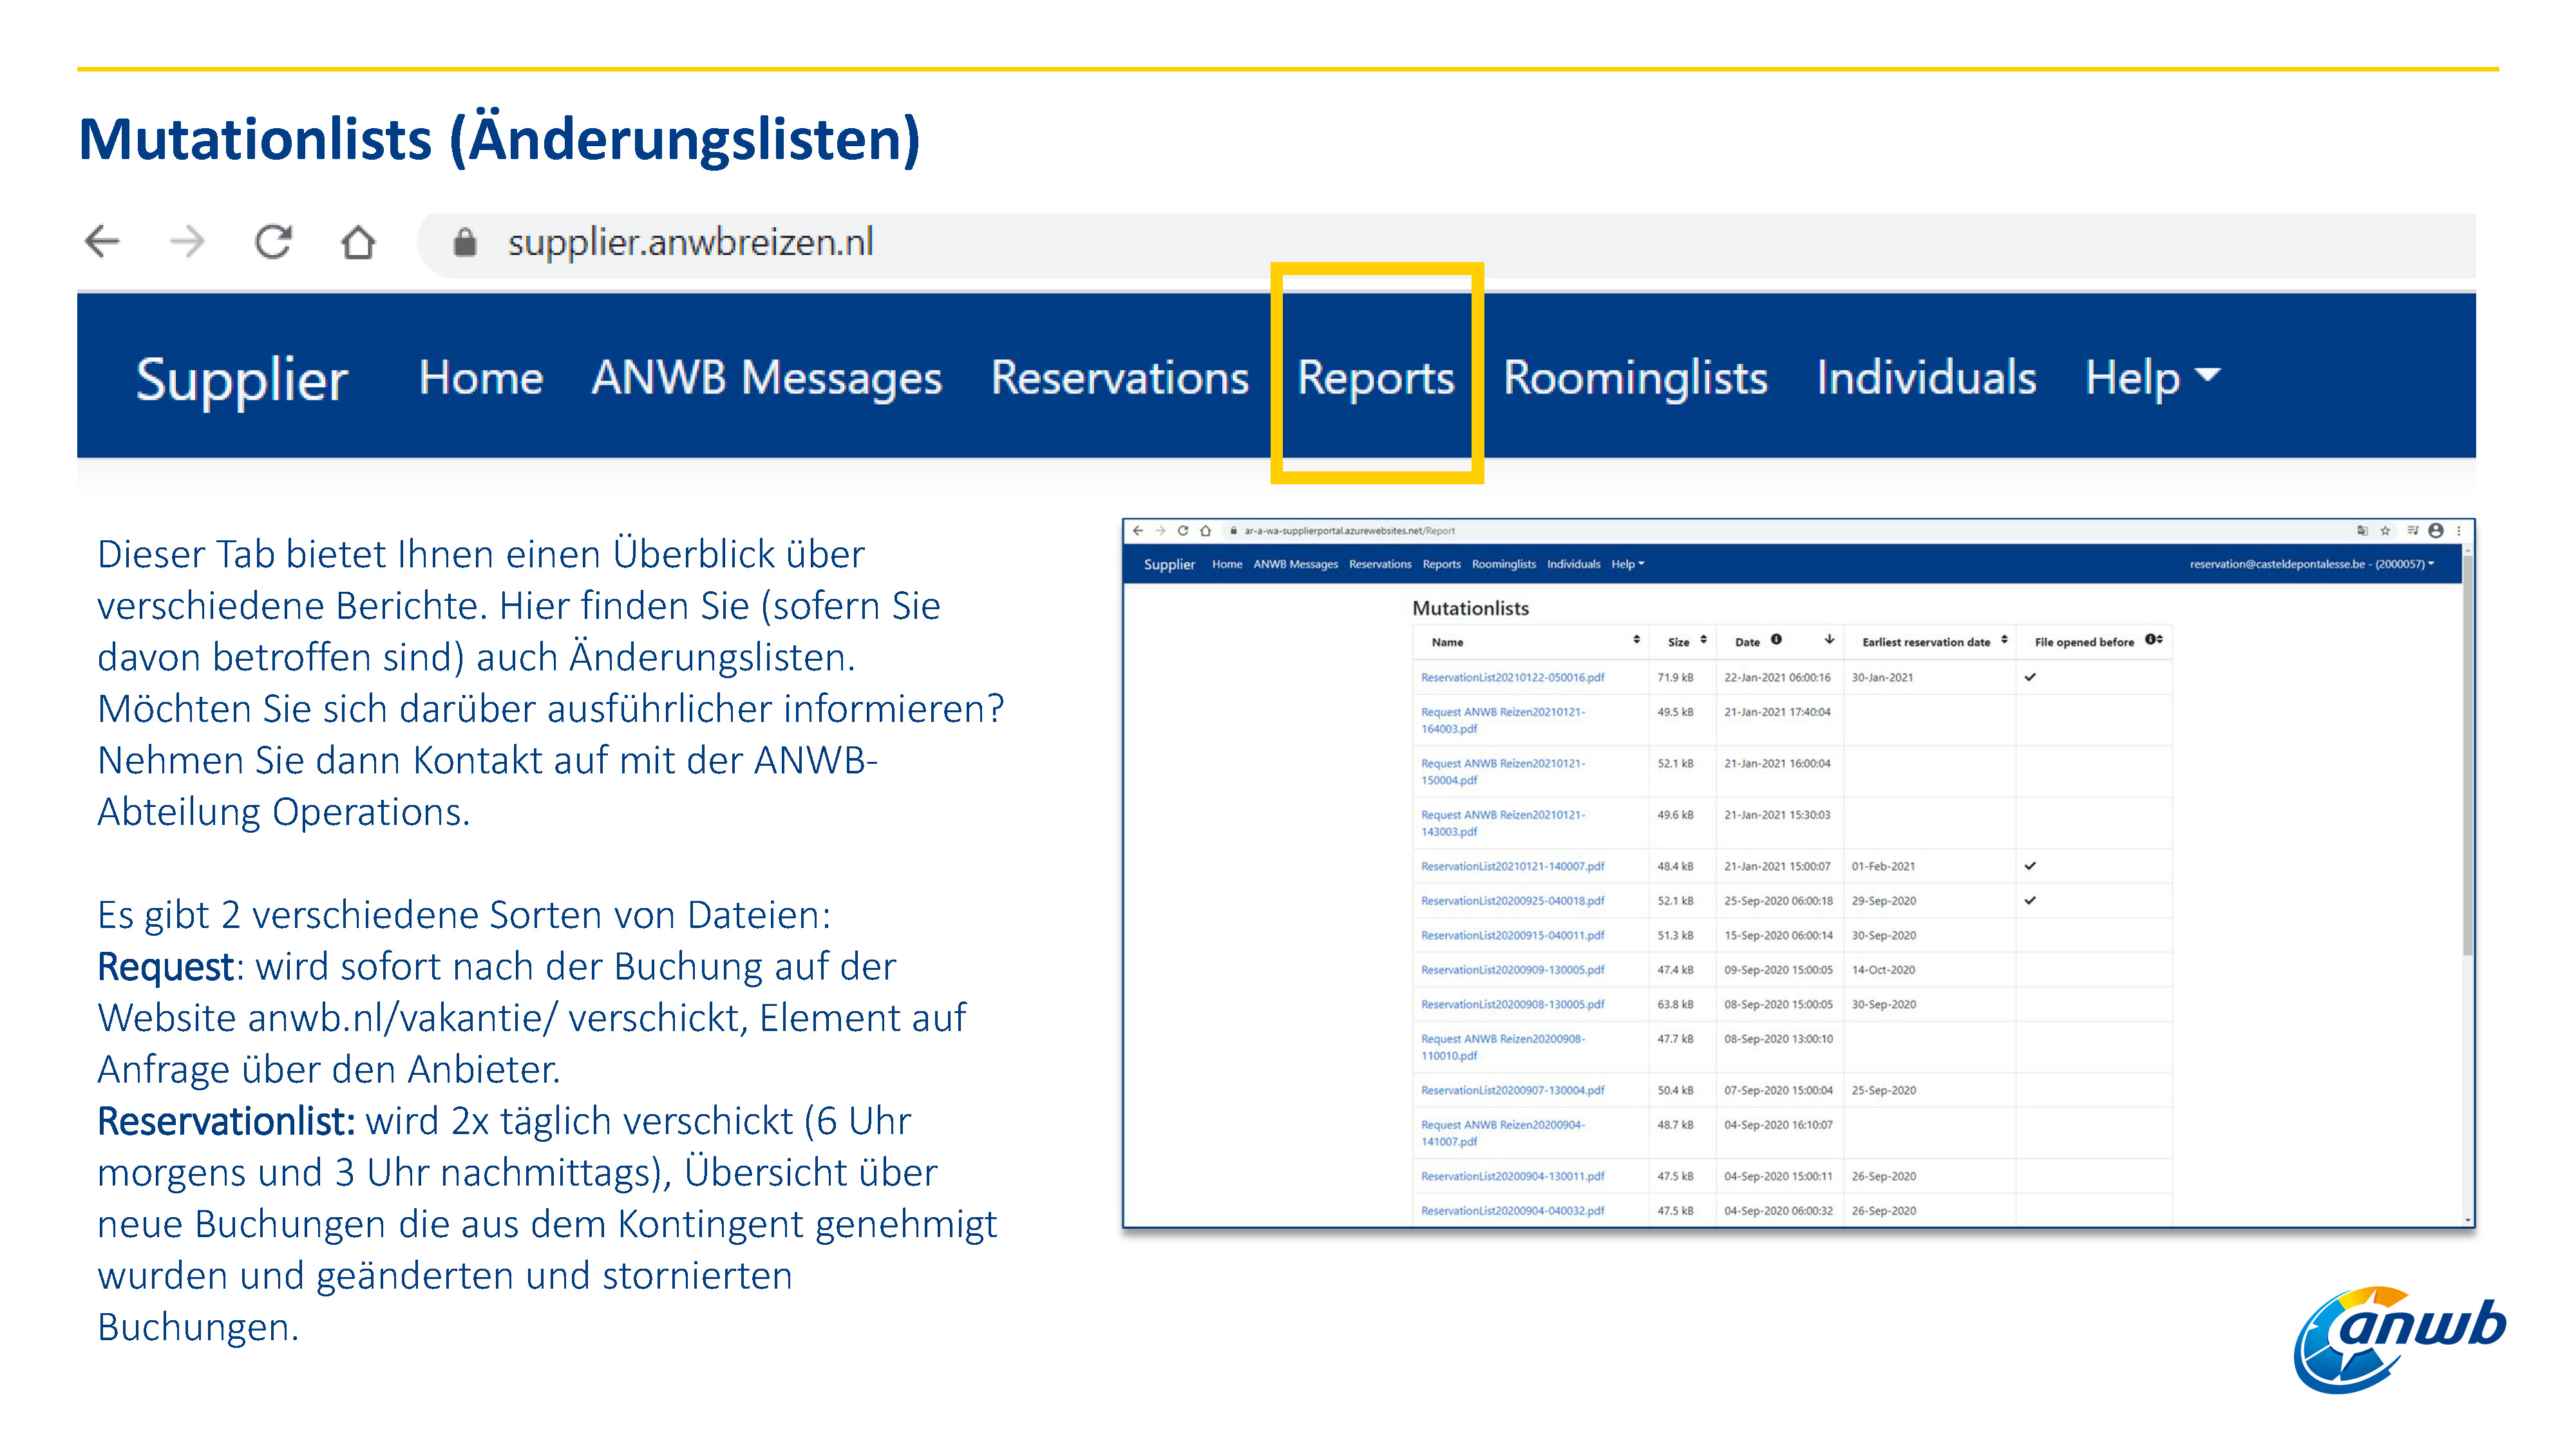 Mutationlists (Änderungslisten)
supplier.anwbreizen.nl
Supplier Home ANWB Messages Reservations Reports Roominglists Individuals Help
Dieser Tab bietet Ihnen einen Überblick über
verschiedene Berichte. Hier finden Sie (sofern Sie
davon betroffen sind) auch Änderungslisten.
Möchten Sie sich darüber ausführlicher informieren?
Nehmen Sie dann Kontakt auf mit der ANWB-
Abteilung Operations.
Es gibt 2 verschiedene Sorten von Dateien:
Request: wird sofort nach der Buchung auf der
Website anwb.nl/vakantie/ verschickt, Element auf
Anfrage über den Anbieter.
Reservationlist: wird 2x täglich verschickt (6 Uhr
morgens und 3 Uhr nachmittags), Übersicht über
neue Buchungen die aus dem Kontingent genehmigt
wurden und geänderten und stornierten
Buchungen.
ar-a-wa-supplierportal.azurewebsites.net/Report
Supplier Home ANWB Messages Reservations Reports Roominglists Individuals Help reservation@casteldepontalesse.be - (2000057)
Mutationlists
Name Size Date Earliest reservation date File opened before
ReservationList20210122-050016.pdf 71.9 kB 22-Jan-2021 06:00:16 30-Jan-2021 ✔
Request ANWB Reizen20210121- 49.5 kB 21-Jan-2021 17:40:04
164003.pdf
Request ANWB Reizen20210121- 52.1 kB 21-Jan-2021 16:00:04
150004.pdf
Request ANWB Reizen20210121- 49.6 kB 21-Jan-2021 15:30:03
143003.pdf
ReservationList20210121-140007.pdf 48.4 kB 21-Jan-2021 15:00:07 01-Feb-2021 ✔
ReservationList20200925-040018.pdf 52.1 kB 25-Sep-2020 06:00:18 29-Sep-2020 ✔
ReservationList20200915-040011.pdf 51.3 kB 15-Sep-2020 06:00:14 30-Sep-2020
ReservationList20200909-130005.pdf 47.4 kB 09-Sep-2020 15:00:05 14-Oct-2020
ReservationList20200908-130005.pdf 63.8 kB 08-Sep-2020 15:00:05 30-Sep-2020
Request ANWB Reizen20200908- 47.7 kB 08-Sep-2020 13:00:10
110010.pdf
ReservationList20200907-130004.pdf 50.4 kB 07-Sep-2020 15:00:04 25-Sep-2020
Request ANWB Reizen20200904- 48.7 kB 04-Sep-2020 16:10:07
141007.pdf
ReservationList20200904-130011.pdf 47.5 kB 04-Sep-2020 15:00:11 26-Sep-2020
ReservationList20200904-040032.pdf 47.5 kB 04-Sep-2020 06:00:32 26-Sep-2020
anwb